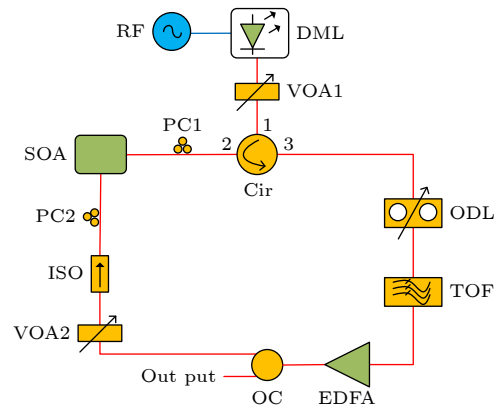 RF
DML
VOA1
PC1
1
2
3
SOA
Cir
PC2
ODL
ISO
TOF
VOA2
Out put
OC
EDFA